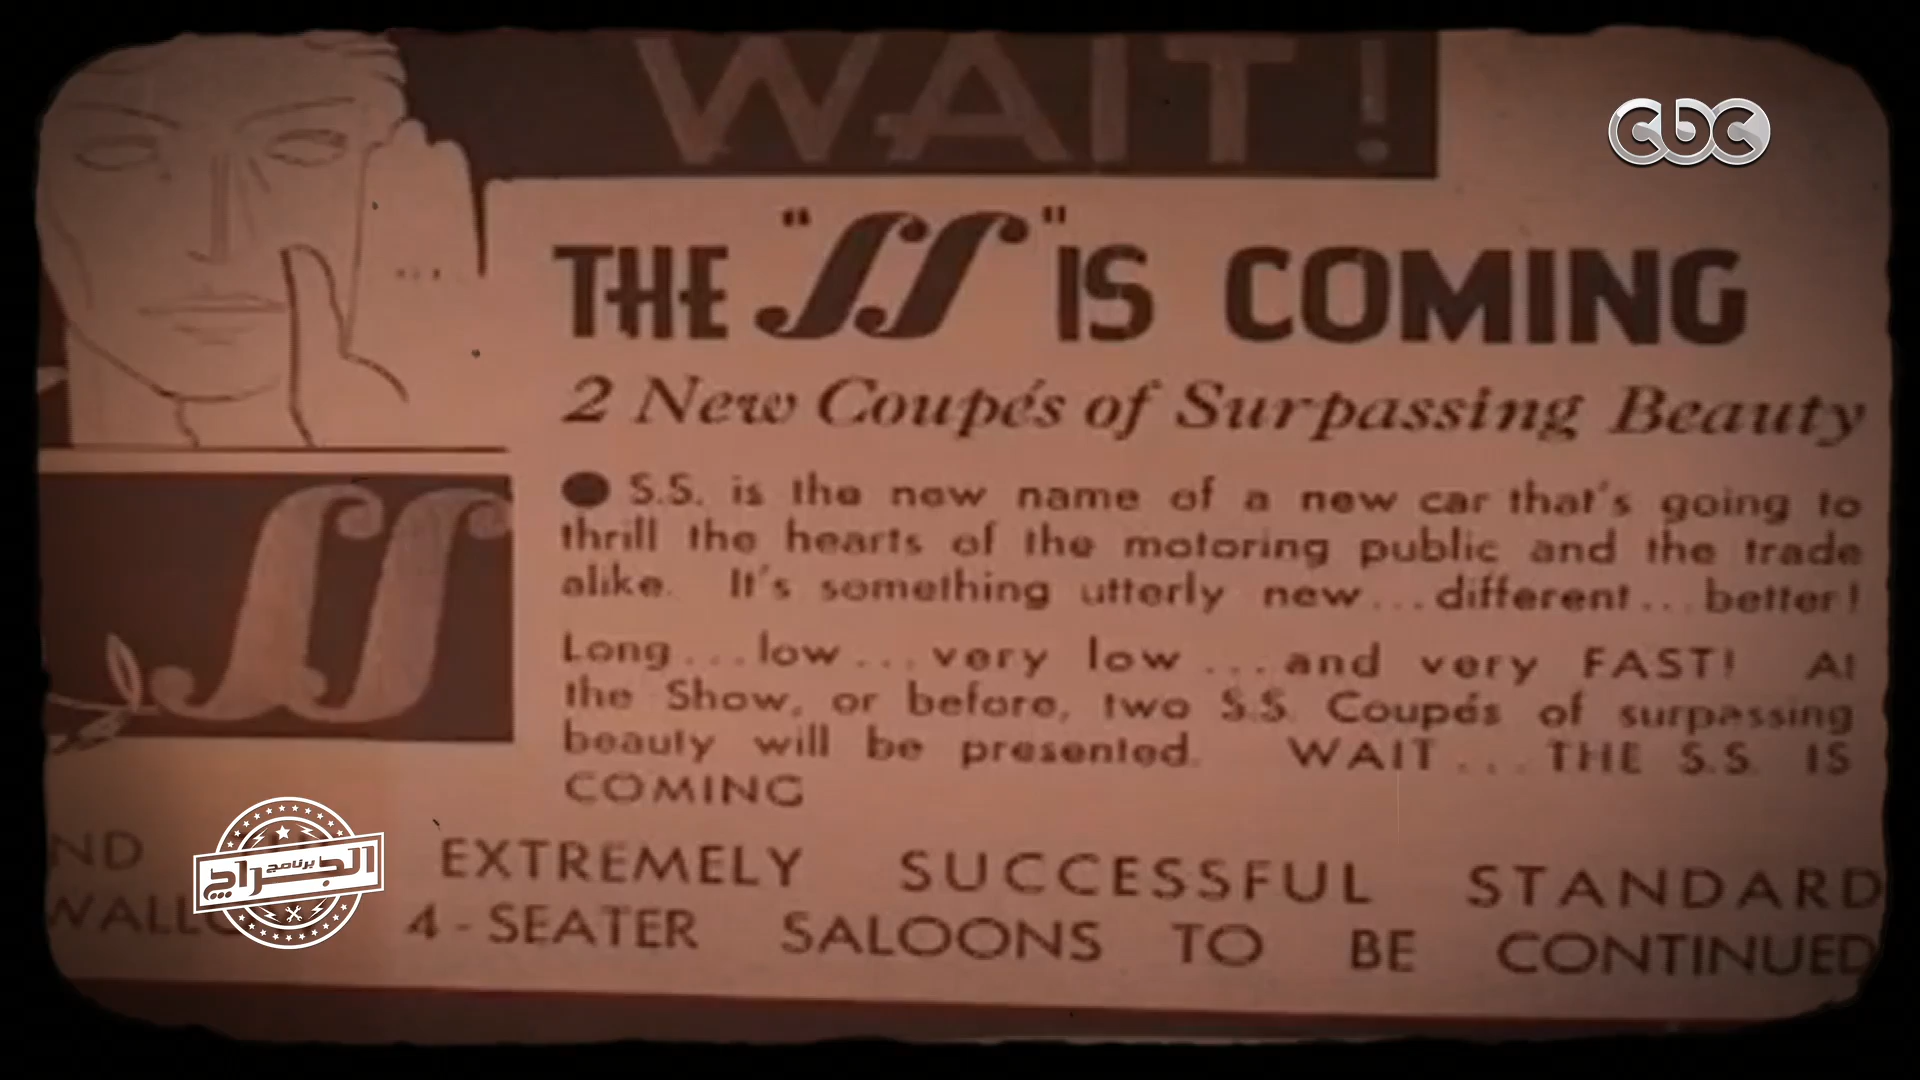 WAIT!
cbc
THE "SS" IS COMING
2 New Coupés of Surpassing Beauty
● S.S. is the new name of a new car that's going to
thrill the hearts of the motoring public and the trade
alike. It's something utterly new...different...better!
Long...low...very low...and very FAST! At
the Show, or before, two S.S. Coupés of surpassing
beauty will be presented. WAIT...THE S.S. IS
COMING
SS
ND EXTREMELY SUCCESSFUL STANDARD
WALL 4-SEATER SALOONS TO BE CONTINUED
برنامج
الجراج